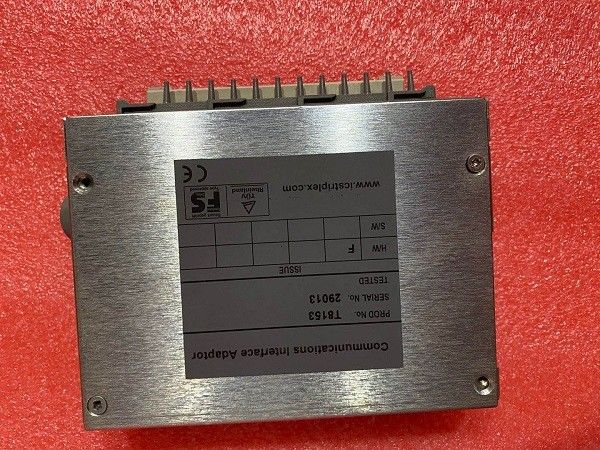 Communications Interface Adaptor
PROD No. T8153
SERIAL No. 29013
TESTED
ISSUE
H/W F
S/W
TÜV
Rheinland
FS
www.icstriplex.com
CE